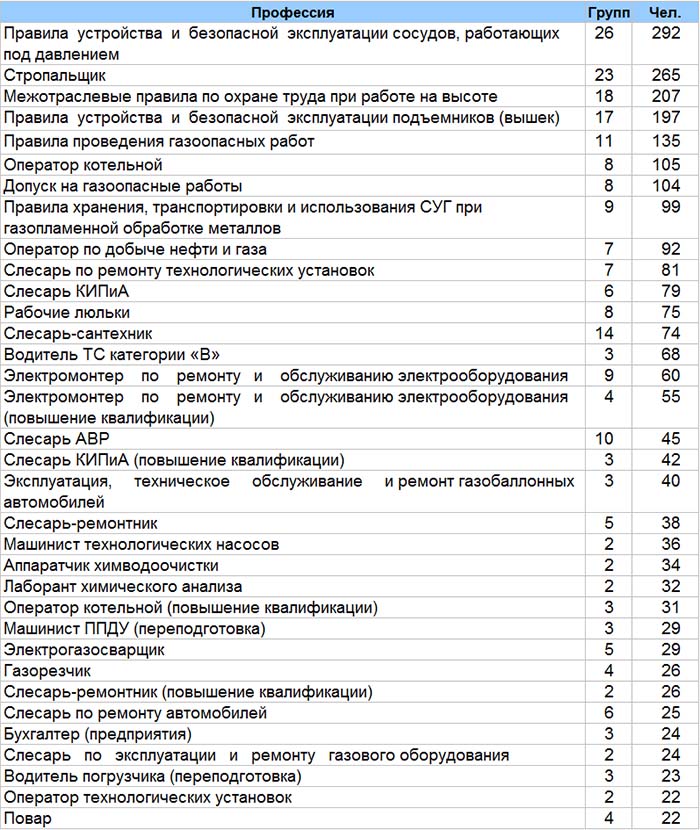 Профессия Групп Чел.
Правила устройства и безопасной эксплуатации сосудов, работающих 26 292
под давлением
Стропальщик 23 265
Межотраслевые правила по охране труда при работе на высоте 18 207
Правила устройства и безопасной эксплуатации подъемников (вышек) 17 197
Правила проведения газоопасных работ 11 135
Оператор котельной 8 105
Допуск на газоопасные работы 8 104
Правила хранения, транспортировки и использования СУГ при 9 99
газопламенной обработке металлов
Оператор по добыче нефти и газа 7 92
Слесарь по ремонту технологических установок 7 81
Слесарь КИПиА 6 79
Рабочие люльки 8 75
Слесарь-сантехник 14 74
Водитель ТС категории «В» 3 68
Электромонтер по ремонту и обслуживанию электрооборудования 9 60
Электромонтер по ремонту и обслуживанию электрооборудования 4 55
(повышение квалификации)
Слесарь АВР 10 45
Слесарь КИПиА (повышение квалификации) 3 42
Эксплуатация, техническое обслуживание и ремонт газобаллонных 3 40
автомобилей
Слесарь-ремонтник 5 38
Машинист технологических насосов 2 36
Аппаратчик химводоочистки 2 34
Лаборант химического анализа 2 32
Оператор котельной (повышение квалификации) 3 31
Машинист ППДУ (переподготовка) 3 29
Электрогазосварщик 5 29
Газорезчик 4 26
Слесарь-ремонтник (повышение квалификации) 2 26
Слесарь по ремонту автомобилей 6 25
Бухгалтер (предприятия) 3 24
Слесарь по эксплуатации и ремонту газового оборудования 2 24
Водитель погрузчика (переподготовка) 3 23
Оператор технологических установок 2 22
Повар 4 22